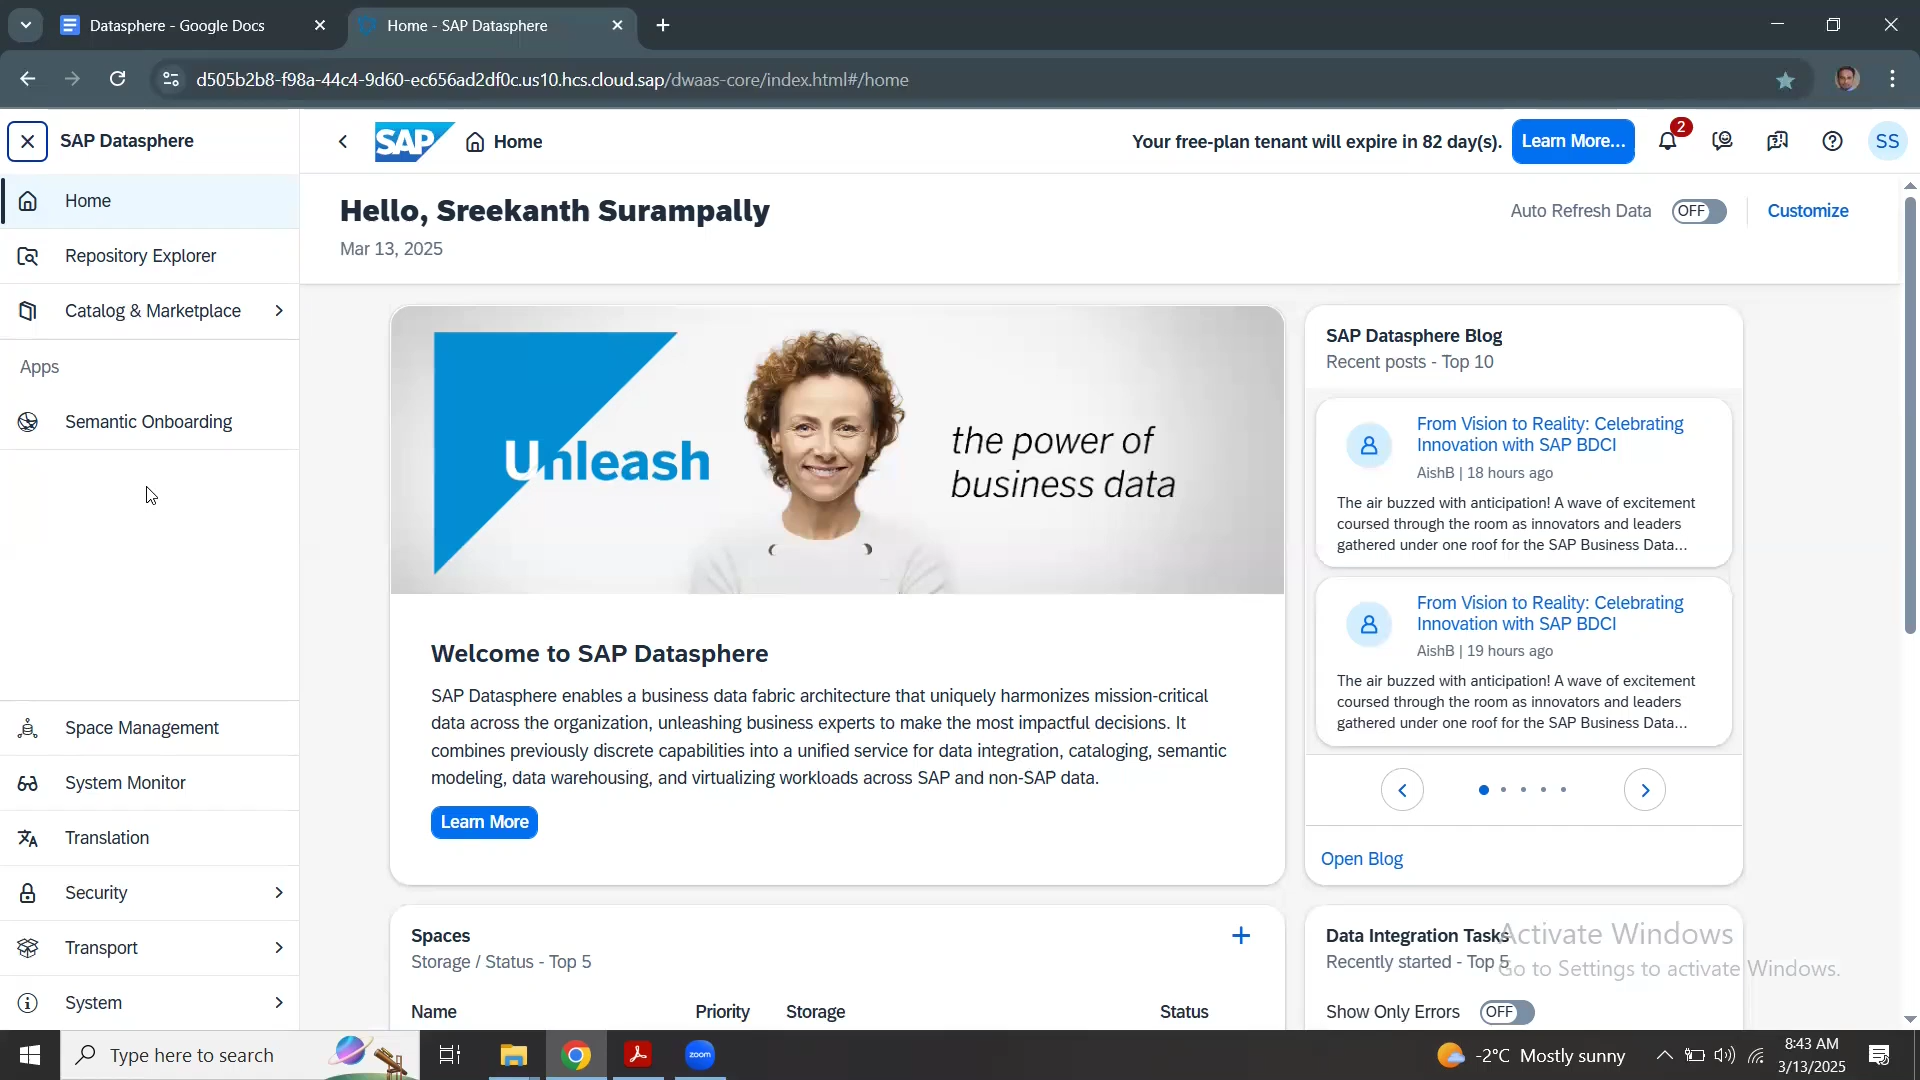 Datasphere - Google Docs
Home - SAP Datasphere
d505b2b8-f98a-44c4-9d60-ec656ad2df0c.us10.hcs.cloud.sap/dwaas-core/index.html#/home
SAP Datasphere
SAP
Home
Your free-plan tenant will expire in 82 day(s).
Learn More...
2
SS
Home
Repository Explorer
Catalog & Marketplace
Apps
Semantic Onboarding
Space Management
System Monitor
Translation
Security
Transport
System
Hello, Sreekanth Surampally
Mar 13, 2025
Auto Refresh Data
OFF
Customize
Unleash
the power of
business data
Welcome to SAP Datasphere
SAP Datasphere enables a business data fabric architecture that uniquely harmonizes mission-critical
data across the organization, unleashing business experts to make the most impactful decisions. It
combines previously discrete capabilities into a unified service for data integration, cataloging, semantic
modeling, data warehousing, and virtualizing workloads across SAP and non-SAP data.
Learn More
SAP Datasphere Blog
Recent posts - Top 10
From Vision to Reality: Celebrating
Innovation with SAP BDCI
AishB | 18 hours ago
The air buzzed with anticipation! A wave of excitement
coursed through the room as innovators and leaders
gathered under one roof for the SAP Business Data...
From Vision to Reality: Celebrating
Innovation with SAP BDCI
AishB | 19 hours ago
The air buzzed with anticipation! A wave of excitement
coursed through the room as innovators and leaders
gathered under one roof for the SAP Business Data...
Open Blog
Spaces
Storage / Status - Top 5
Name
Priority
Storage
Status
Data Integration Tasks
Recently started - Top 5
Show Only Errors
OFF
Activate Windows
Go to Settings to activate Windows.
Type here to search
zoom
-2°C Mostly sunny
8:43 AM
3/13/2025